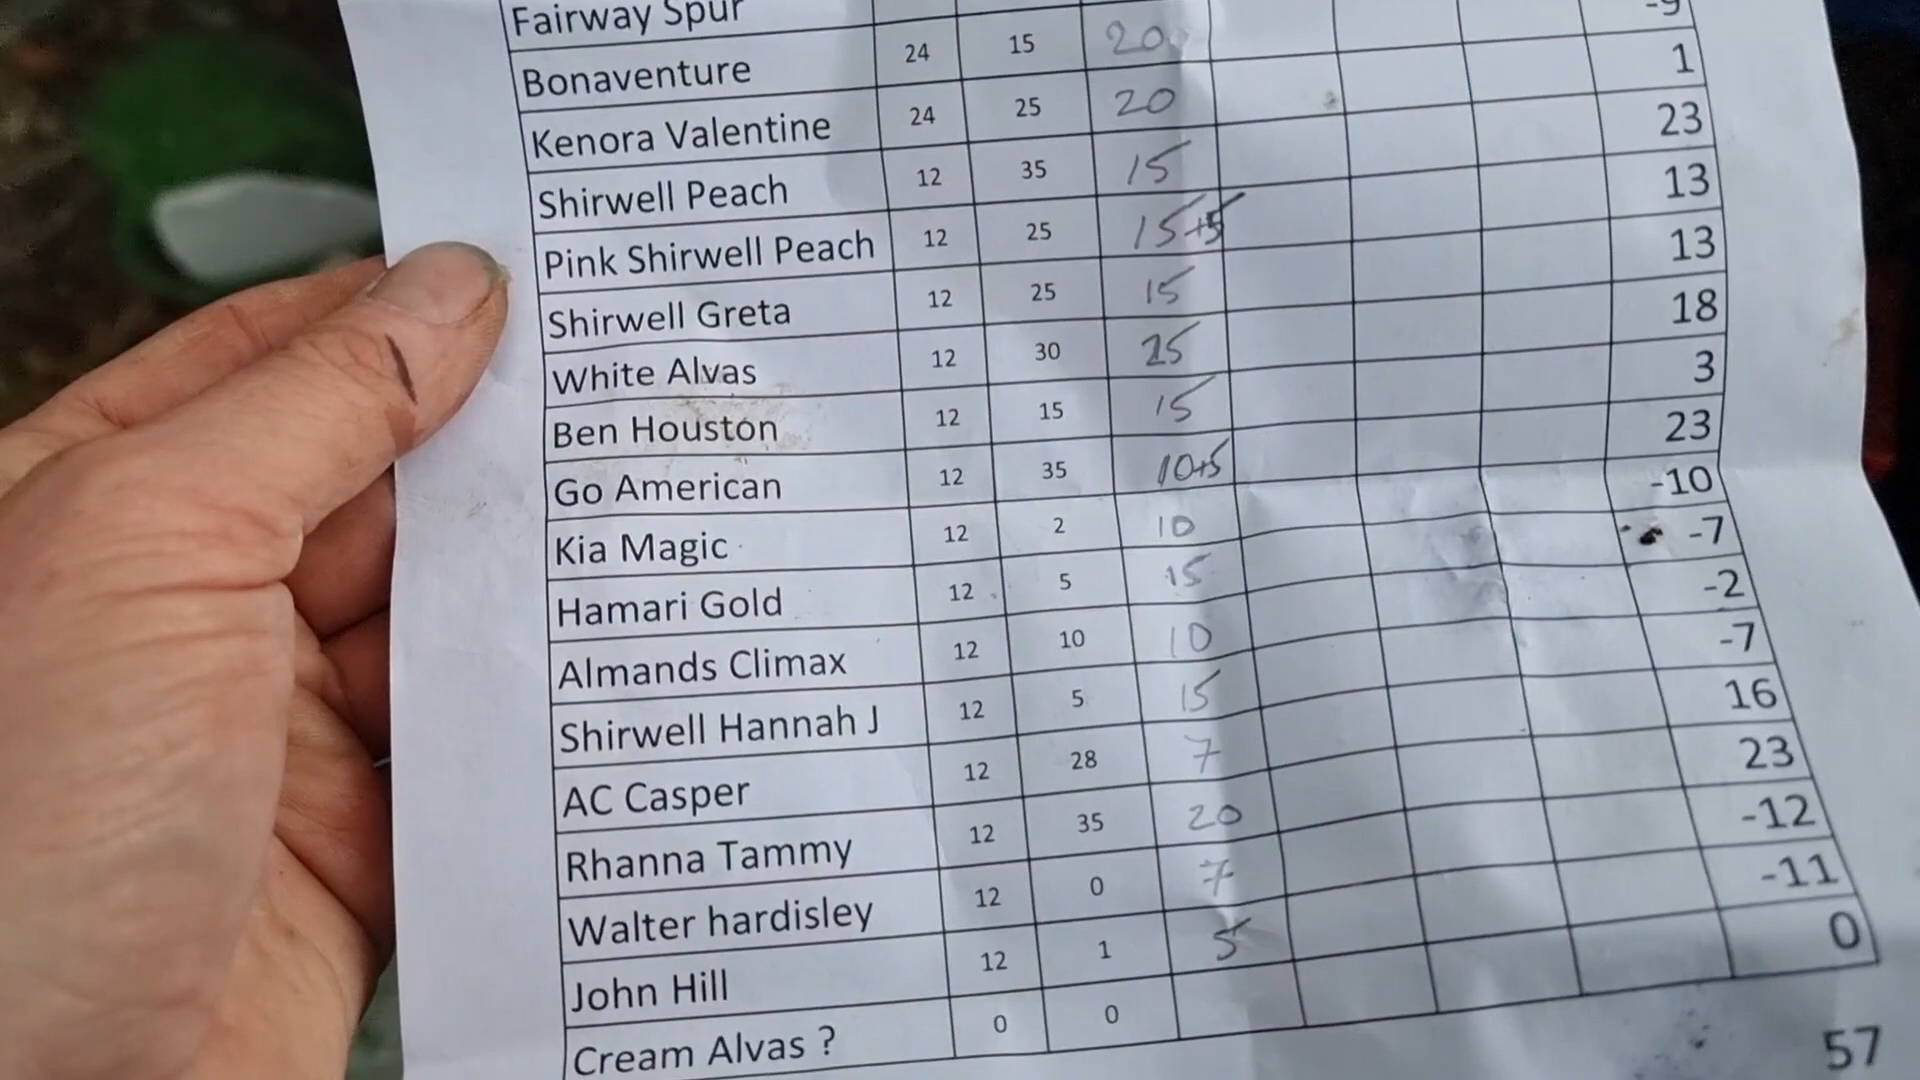 Fairway Spur
Bonaventure 24 15 20 -9
Kenora Valentine 24 25 20 1
Shirwell Peach 12 35 15 23
Pink Shirwell Peach 12 25 15+5 13
Shirwell Greta 12 25 15 13
White Alvas 12 30 25 18
Ben Houston 12 15 15 3
Go American 12 35 10+5 23
Kia Magic 12 2 10 -10
Hamari Gold 12 5 15 -7
Almands Climax 12 10 10 -2
Shirwell Hannah J 12 5 15 -7
AC Casper 12 28 7 16
Rhanna Tammy 12 35 20 23
Walter hardisley 12 0 7 -12
John Hill 12 1 5 -11
Cream Alvas ? 0 0 0
57